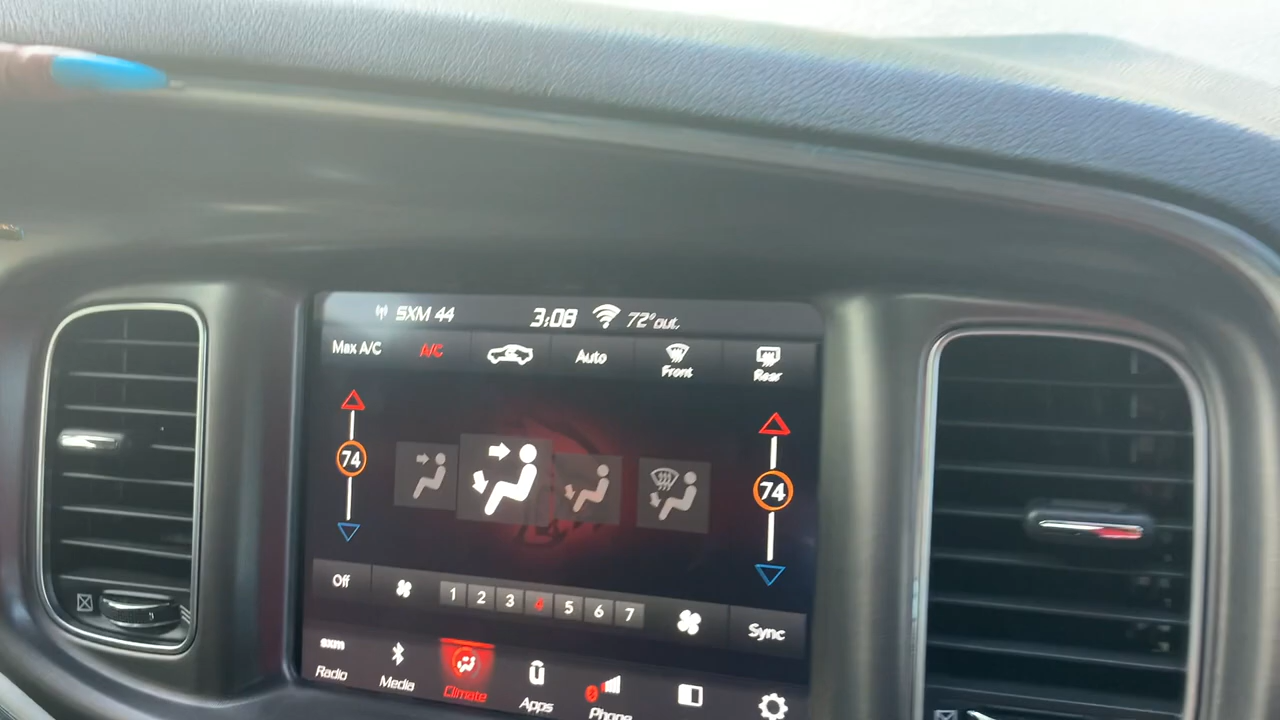 SXM 44 3:08 72° out.
Max A/C A/C Auto Front Rear
74 74
Off 1 2 3 4 5 6 7 Sync
sxm
Radio Media Climate Apps Phone